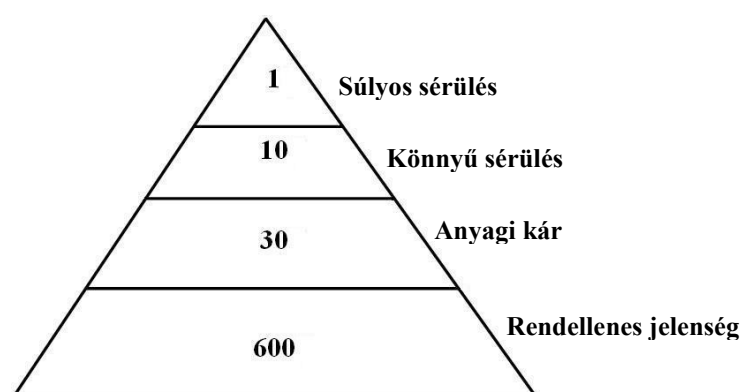 1
Súlyos sérülés
10
Könnyű sérülés
30
Anyagi kár
600
Rendellenes jelenség